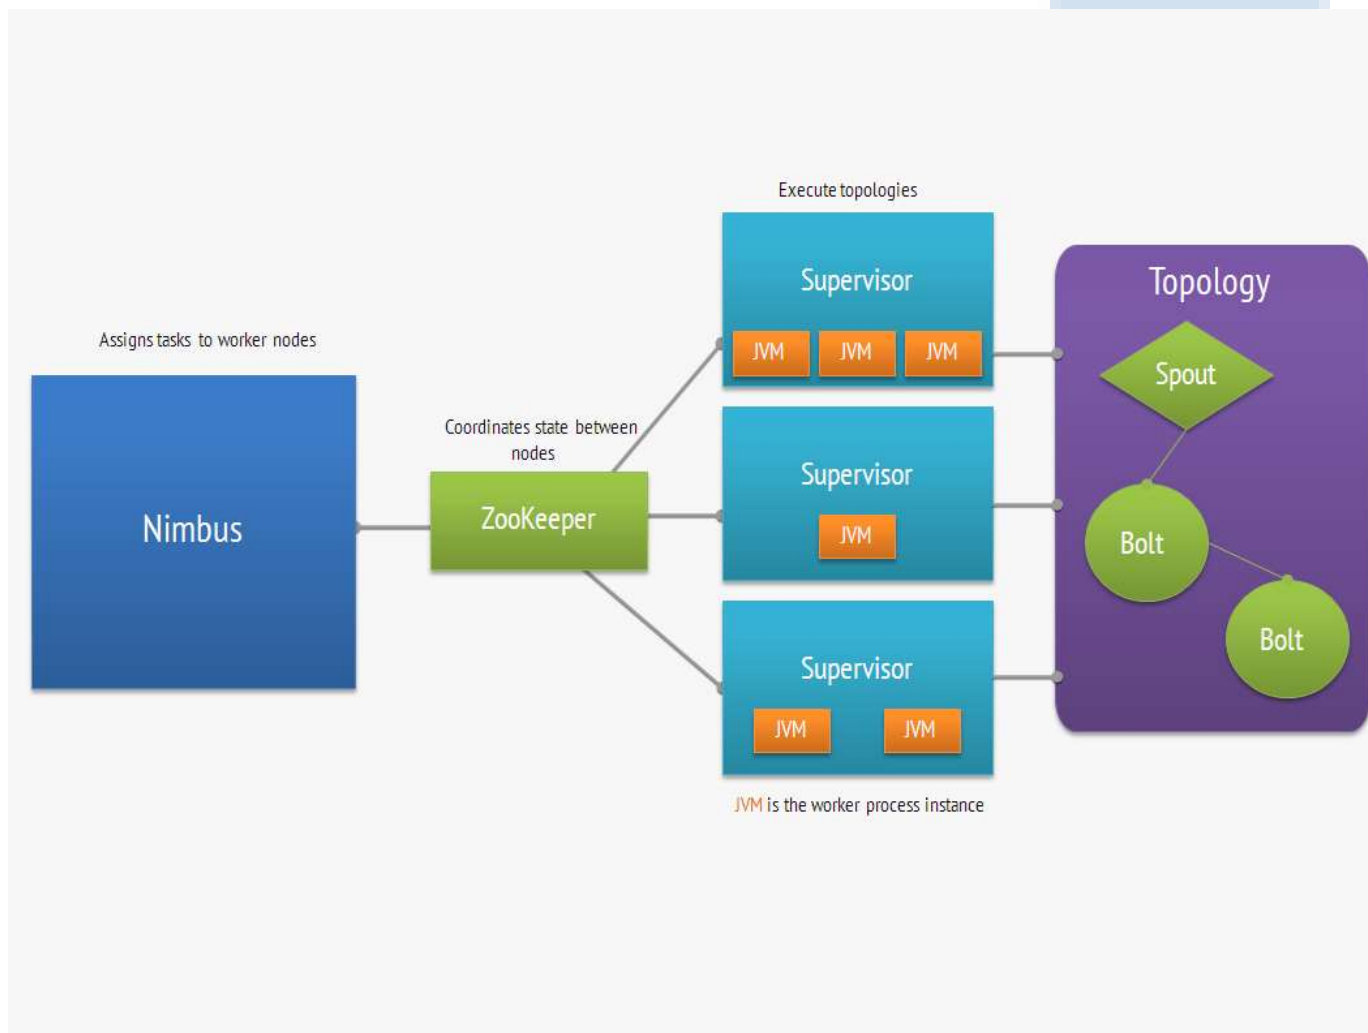 Assigns tasks to worker nodes
Nimbus
Coordinates state between
nodes
ZooKeeper
Execute topologies
Supervisor
JVM
JVM
JVM
Supervisor
JVM
Supervisor
JVM
JVM
JVM is the worker process instance
Topology
Spout
Bolt
Bolt